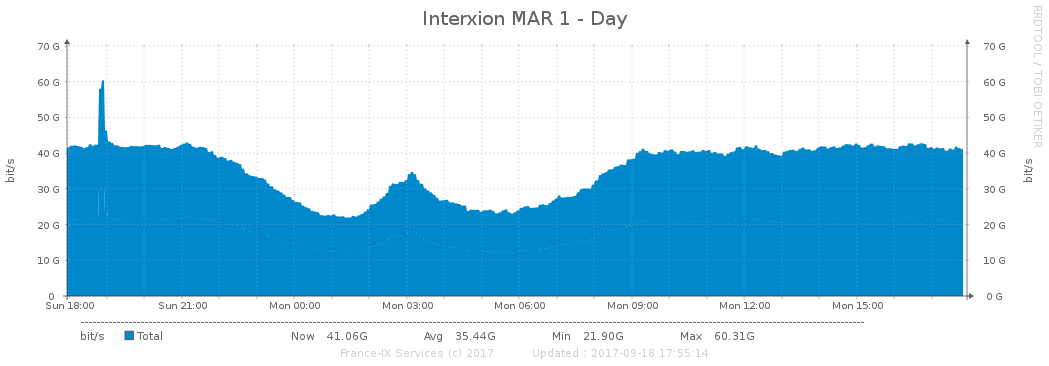 Interxion MAR 1 - Day
RRDTOOL / TOBI OETIKER
bit/s
70 G 70 G
60 G 60 G
50 G 50 G
40 G 40 G
30 G 30 G
20 G 20 G
10 G 10 G
0 0 G
bit/s
Sun 18:00 Sun 21:00 Mon 00:00 Mon 03:00 Mon 06:00 Mon 09:00 Mon 12:00 Mon 15:00
bit/s Total Now 41.06G Avg 35.44G Min 21.90G Max 60.31G
France-IX Services (c) 2017 Updated : 2017-09-18 17:55:14